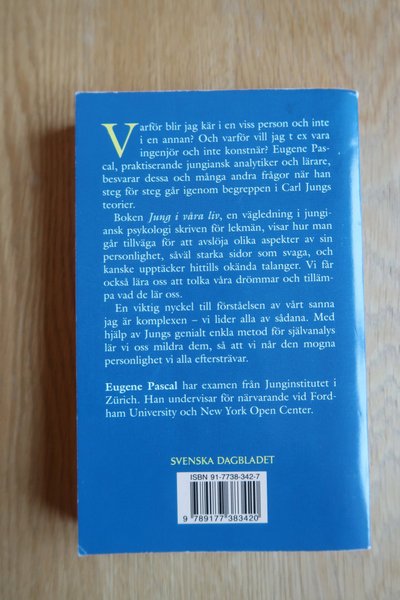 Varför blir jag kär i en viss person och inte
i en annan? Och varför vill jag t ex vara
ingenjör och inte konstnär? Eugene Pas-
cal, praktiserande jungiansk analytiker och lärare,
besvarar dessa och många andra frågor när han
steg för steg går igenom begreppen i Carl Jungs
teorier.
Boken Jung i våra liv, en vägledning i jungi-
ansk psykologi skriven för lekmän, visar hur man
går tillväga för att avslöja olika aspekter av sin
personlighet, såväl starka sidor som svaga, och
kanske upptäcker hittills okända talanger. Vi får
också lära oss att tolka våra drömmar och tilläm-
pa vad de lär oss.
En viktig nyckel till förståelsen av vårt sanna
jag är komplexen – vi lider alla av sådana. Med
hjälp av Jungs genialt enkla metod för självanalys
lär vi oss mildra dem, så att vi når den mogna
personlighet vi alla eftersträvar.
Eugene Pascal har examen från Junginstitutet i
Zürich. Han undervisar för närvarande vid Ford-
ham University och New York Open Center.
SVENSKA DAGBLADET
ISBN 91-7738-342-7
9 789177 383420